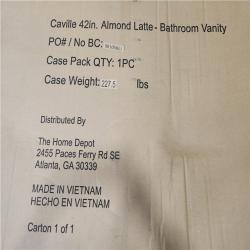 Caville 42in. Almond Latte - Bathroom Vanity
PO# / No BC:
Case Pack QTY: 1PC
Case Weight: 227.5 lbs
Distributed By
The Home Depot
2455 Paces Ferry Rd SE
Atlanta, GA 30339
MADE IN VIETNAM
HECHO EN VIETNAM
Carton 1 of 1